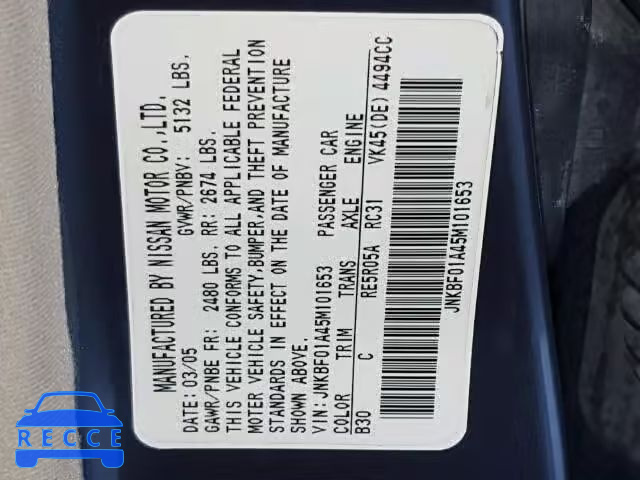 MANUFACTURED BY NISSAN MOTOR CO.,LTD.
DATE: 03/05 GVWR/PNBV: 5132 LBS.
GAWR/PNBE FR: 2480 LBS. RR: 2674 LBS.
THIS VEHICLE CONFORMS TO ALL APPLICABLE FEDERAL
MOTOR VEHICLE SAFETY,BUMPER,AND THEFT PREVENTION
STANDARDS IN EFFECT ON THE DATE OF MANUFACTURE
SHOWN ABOVE.
VIN: JNKBF01A45M101653 PASSENGER CAR
COLOR TRIM TRANS AXLE ENGINE
B30 C RE5R05A RC31 VK45(DE) 4494CC
JNKBF01A45M101653
RECCE